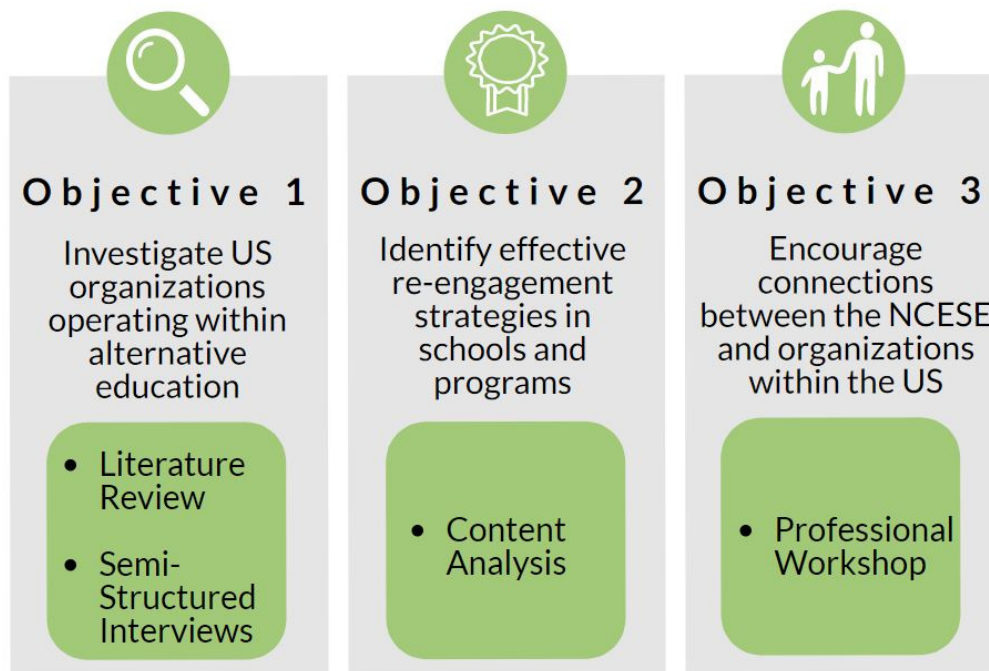 Objective 1
Investigate US
organizations
operating within
alternative
education
• Literature
Review
• Semi-
Structured
Interviews
Objective 2
Identify effective
re-engagement
strategies in
schools and
programs
• Content
Analysis
Objective 3
Encourage
connections
between the NCESE
and organizations
within the US
• Professional
Workshop